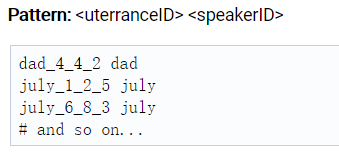 Pattern: <uterranceID> <speakerID>
dad_4_4_2 dad
july_1_2_5 july
july_6_8_3 july
# and so on...